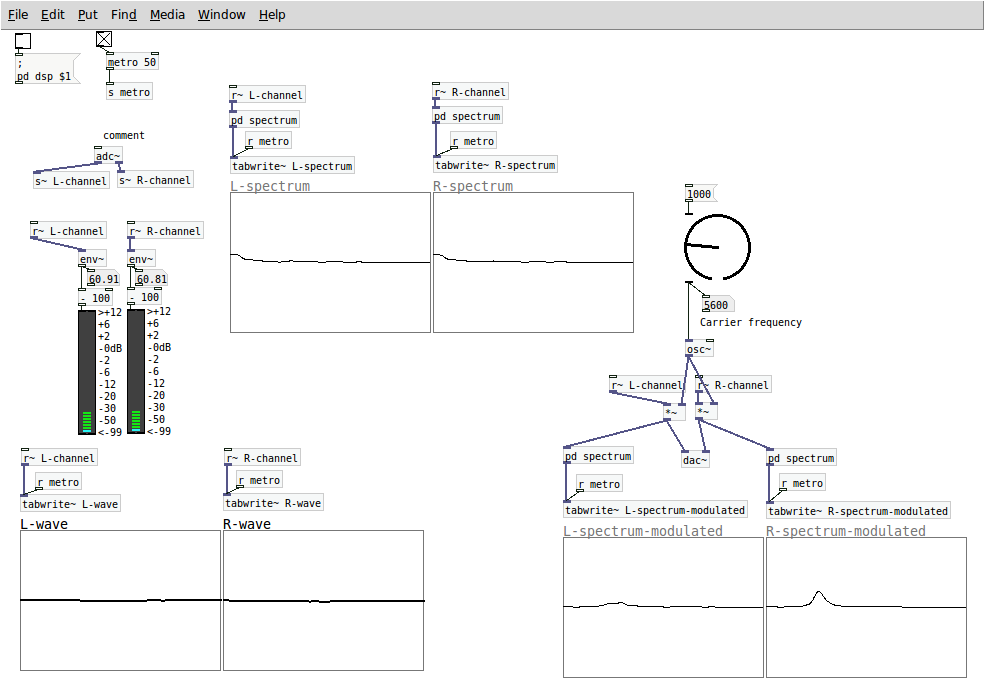 File Edit Put Find Media Window Help
;
pd dsp $1
metro 50
s metro
comment
adc~
s~ L-channel
s~ R-channel
r~ L-channel
r~ R-channel
env~
env~
60.91
60.81
- 100
- 100
>+12
+6
+2
-0dB
-2
-6
-12
-20
-30
-50
<-99
>+12
+6
+2
-0dB
-2
-6
-12
-20
-30
-50
<-99
r~ L-channel
r metro
tabwrite~ L-wave
L-wave
r~ R-channel
r metro
tabwrite~ R-wave
R-wave
r~ L-channel
pd spectrum
r metro
tabwrite~ L-spectrum
L-spectrum
r~ R-channel
pd spectrum
r metro
tabwrite~ R-spectrum
R-spectrum
1000
5600
Carrier frequency
osc~
r~ L-channel
r~ R-channel
*~
*~
dac~
pd spectrum
r metro
tabwrite~ L-spectrum-modulated
L-spectrum-modulated
pd spectrum
r metro
tabwrite~ R-spectrum-modulated
R-spectrum-modulated